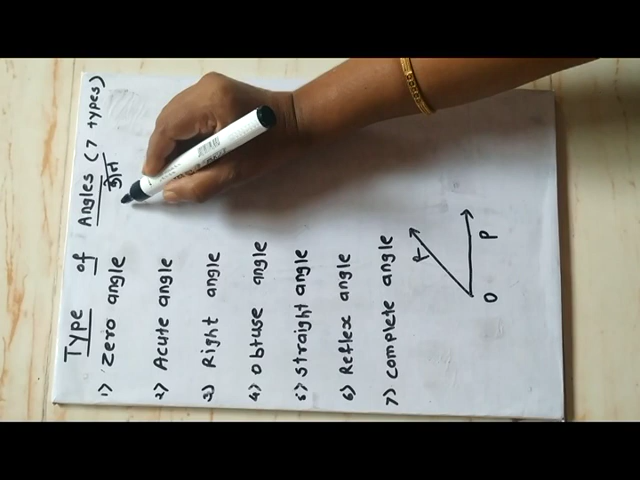 Type of Angles (7 types)
कोन
1) Zero angle
2) Acute angle
3) Right angle
4) Obtuse angle
5) Straight angle
6) Reflex angle
7) Complete angle
O
P